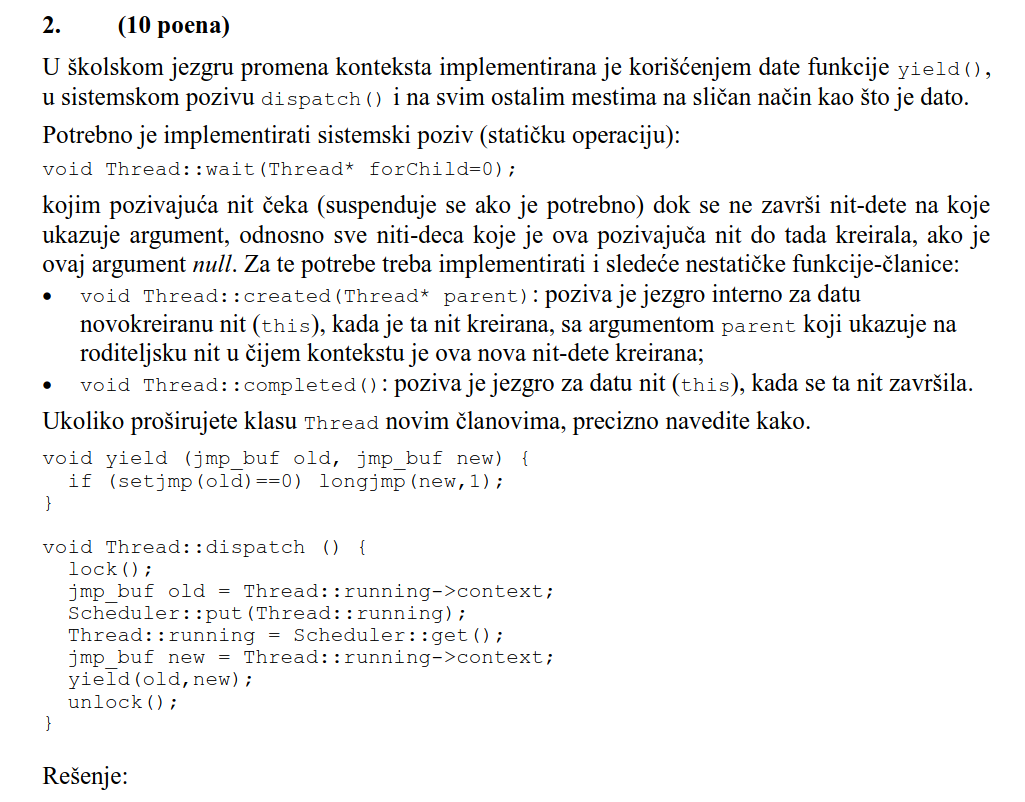 2. (10 poena)
U školskom jezgru promena konteksta implementirana je korišćenjem date funkcije yield(),
u sistemskom pozivu dispatch() i na svim ostalim mestima na sličan način kao što je dato.
Potrebno je implementirati sistemski poziv (statičku operaciju):
void Thread::wait(Thread* forChild=0);
kojim pozivajuća nit čeka (suspenduje se ako je potrebno) dok se ne završi nit-dete na koje
ukazuje argument, odnosno sve niti-deca koje je ova pozivajuča nit do tada kreirala, ako je
ovaj argument null. Za te potrebe treba implementirati i sledeće nestatičke funkcije-članice:
• void Thread::created(Thread* parent): poziva je jezgro interno za datu
novokreiranu nit (this), kada je ta nit kreirana, sa argumentom parent koji ukazuje na
roditeljsku nit u čijem kontekstu je ova nova nit-dete kreirana;
• void Thread::completed(): poziva je jezgro za datu nit (this), kada se ta nit završila.
Ukoliko proširujete klasu Thread novim članovima, precizno navedite kako.
void yield (jmp_buf old, jmp_buf new) {
  if (setjmp(old)==0) longjmp(new,1);
}
void Thread::dispatch () {
  lock();
  jmp_buf old = Thread::running->context;
  Scheduler::put(Thread::running);
  Thread::running = Scheduler::get();
  jmp_buf new = Thread::running->context;
  yield(old,new);
  unlock();
}
Rešenje: